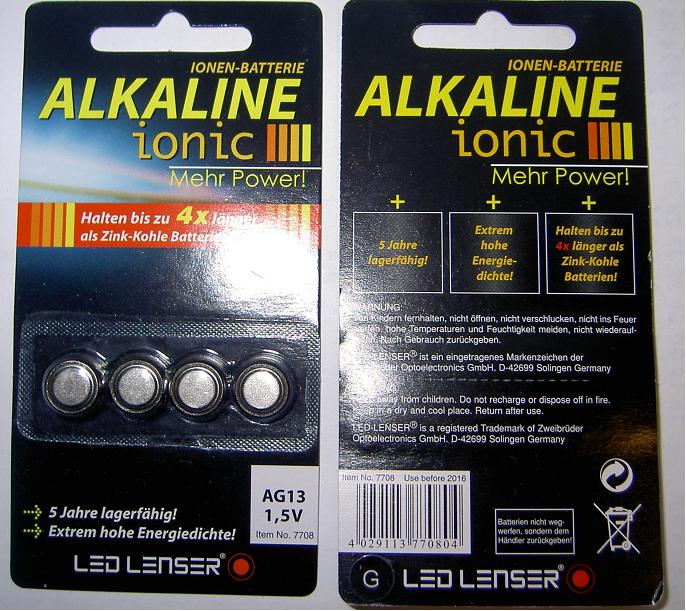 IONEN-BATTERIE
ALKALINE
ionic
Mehr Power!
Halten bis zu 4x länger
als Zink-Kohle Batterien
5 Jahre lagerfähig!
Extrem hohe Energiedichte!
AG13
1,5V
Item No. 7708
LED LENSER®
IONEN-BATTERIE
ALKALINE
ionic
Mehr Power!
+ + +
5 Jahre
lagerfähig!
Extrem
hohe
Energie-
dichte!
Halten bis zu
4x länger als
Zink-Kohle
Batterien!
WARNUNG:
Von Kindern fernhalten, nicht öffnen, nicht verschlucken, nicht ins Feuer
werfen, hohe Temperaturen und Feuchtigkeit meiden, nicht wiederauf-
Nach Gebrauch zurückgeben.
LED LENSER® ist ein eingetragenes Markenzeichen der
Optoelectronics GmbH. D-42699 Solingen Germany
Keep away from children. Do not recharge or dispose off in fire.
Keep in a dry and cool place. Return after use.
LED LENSER® is a registered Trademark of Zweibrüder
Optoelectronics GmbH. D-42699 Solingen Germany
Item No. 7708 Use before 2016
4 029113 770804
Batterien nicht weg-
werfen, sondern dem
Händler zurückgeben!
G
LED LENSER®